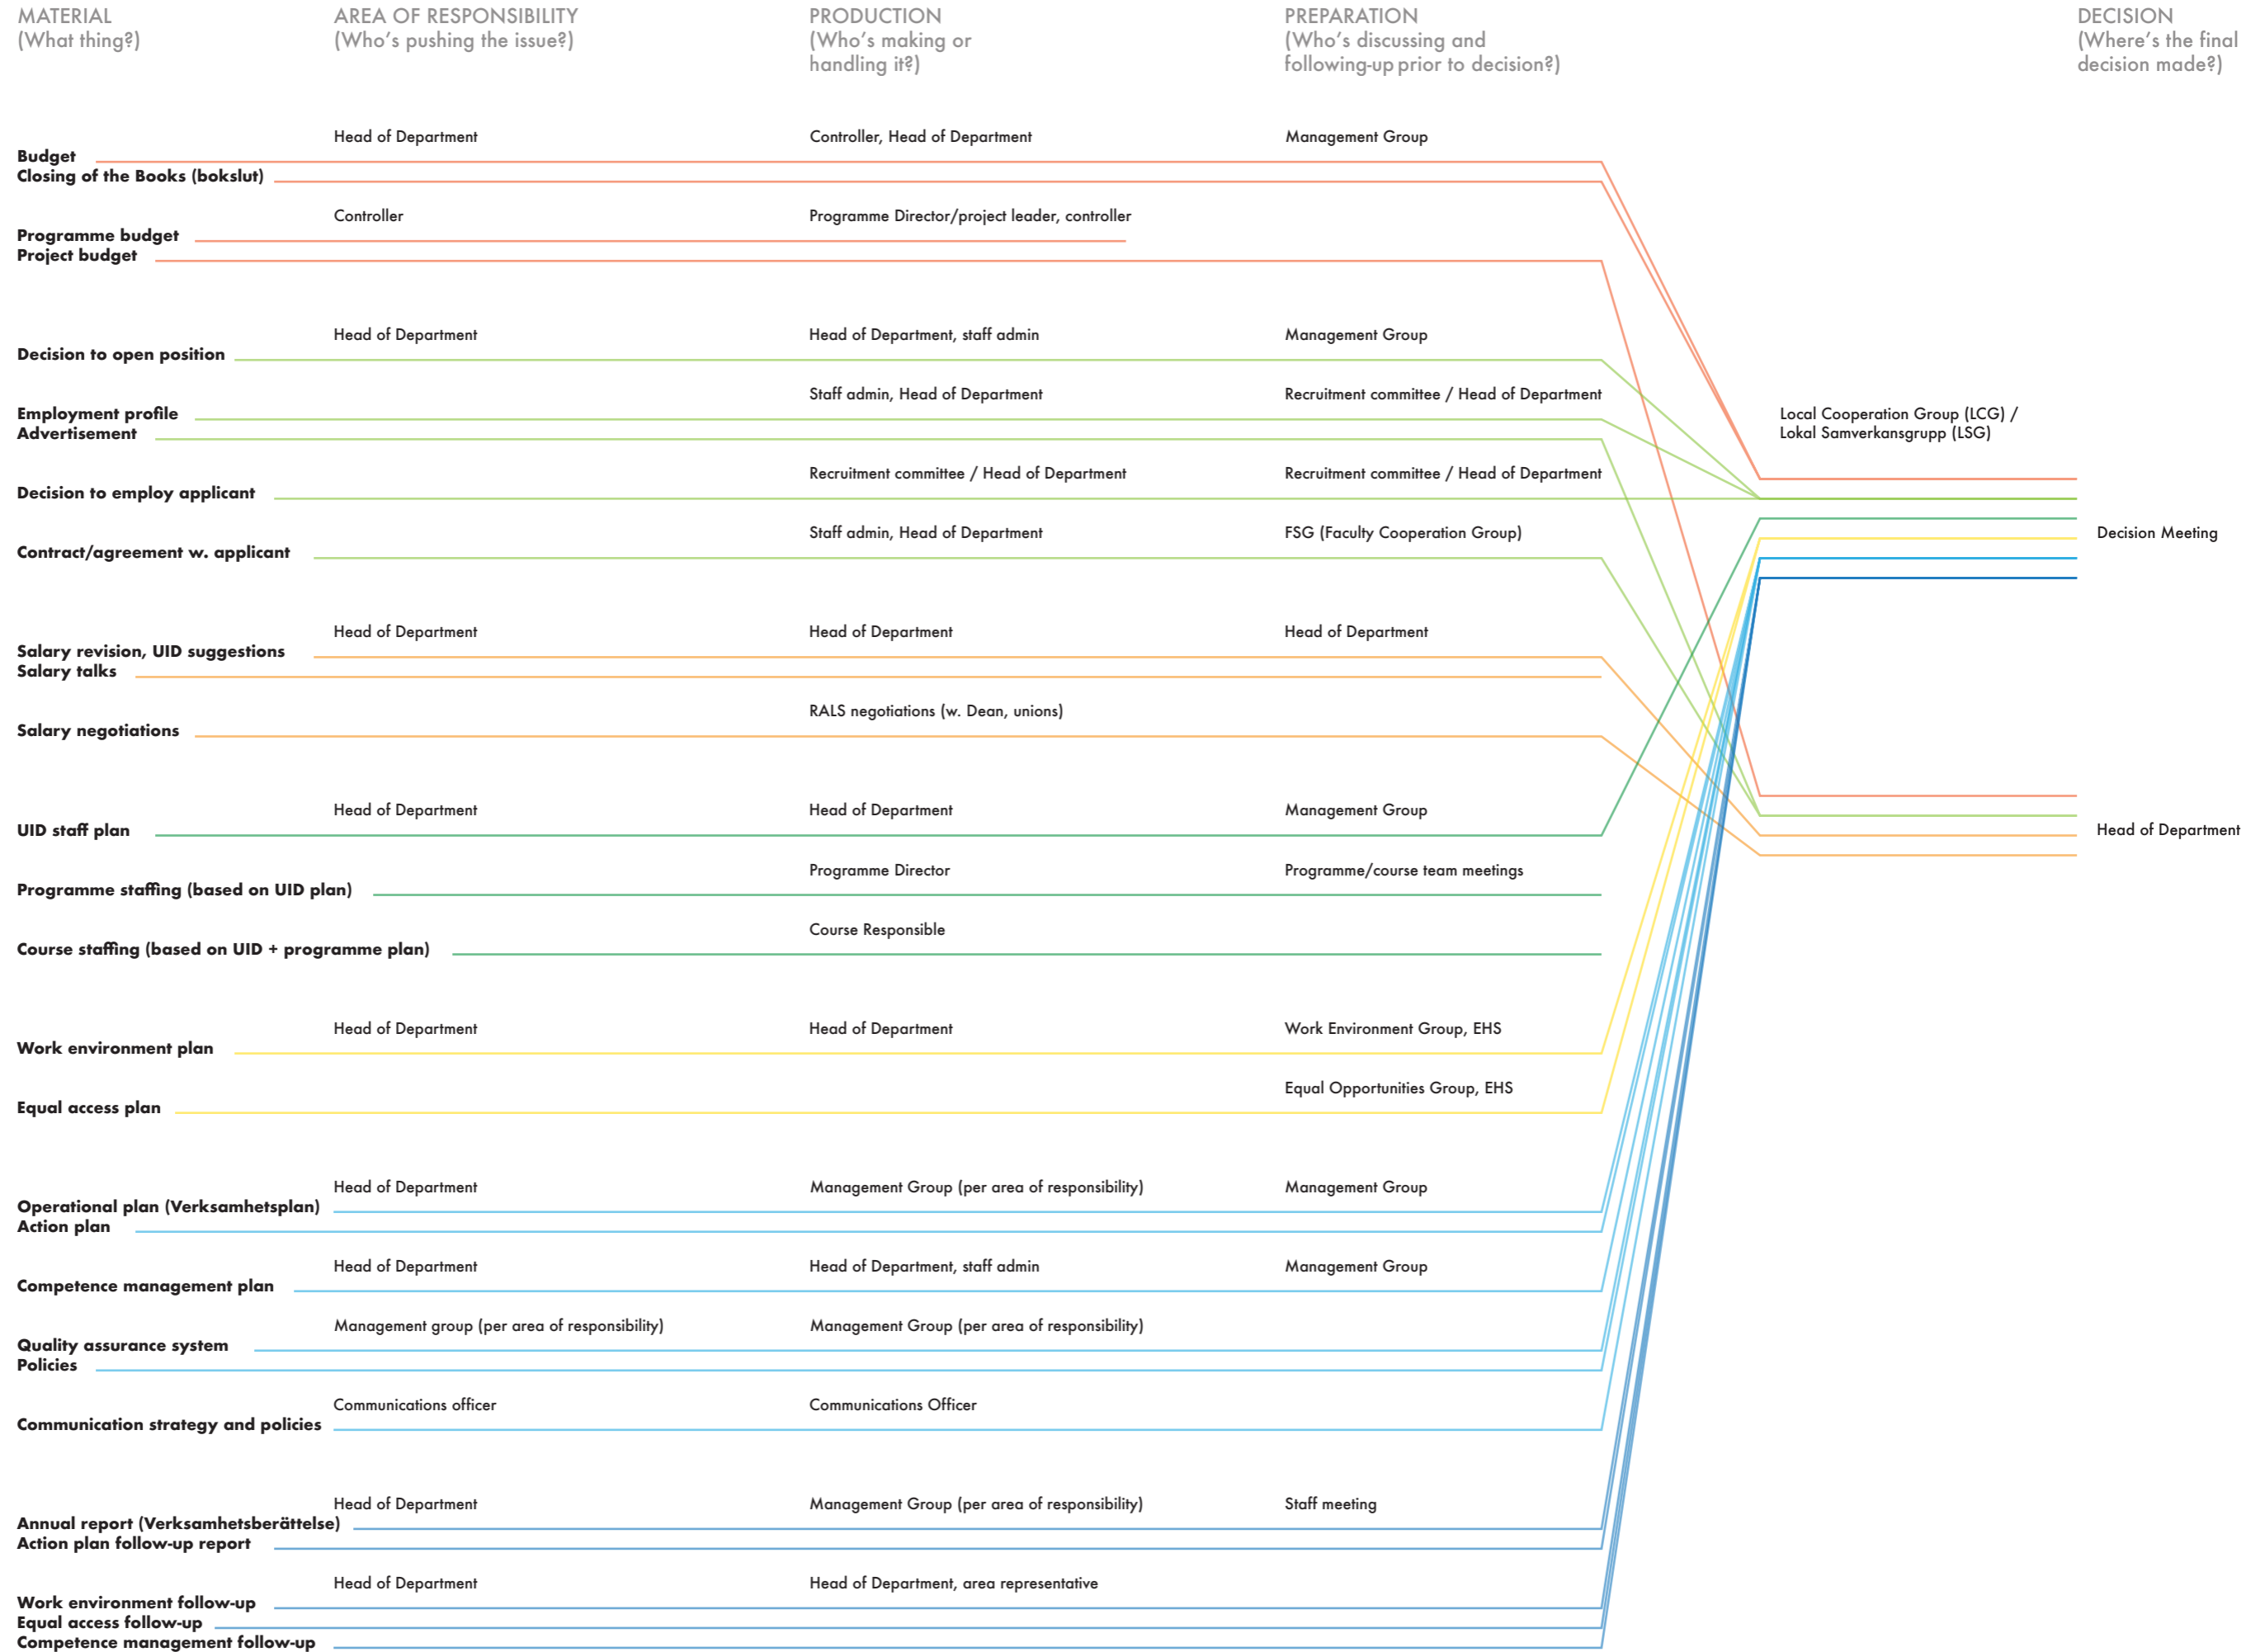 MATERIAL
(What thing?)
AREA OF RESPONSIBILITY
(Who's pushing the issue?)
PRODUCTION
(Who's making or
handling it?)
PREPARATION
(Who's discussing and
following-up prior to decision?)
DECISION
(Where's the final
decision made?)
Head of Department
Controller, Head of Department
Management Group
Budget
Closing of the Books (bokslut)
Controller
Programme Director/project leader, controller
Programme budget
Project budget
Head of Department
Head of Department, staff admin
Management Group
Decision to open position
Staff admin, Head of Department
Recruitment committee / Head of Department
Employment profile
Advertisement
Local Cooperation Group (LCG) /
Lokal Samverkansgrupp (LSG)
Recruitment committee / Head of Department
Recruitment committee / Head of Department
Decision to employ applicant
Staff admin, Head of Department
FSG (Faculty Cooperation Group)
Decision Meeting
Contract/agreement w. applicant
Head of Department
Head of Department
Head of Department
Salary revision, UID suggestions
Salary talks
RALS negotiations (w. Dean, unions)
Salary negotiations
Head of Department
Head of Department
Management Group
UID staff plan
Head of Department
Programme Director
Programme/course team meetings
Programme staffing (based on UID plan)
Course Responsible
Course staffing (based on UID + programme plan)
Head of Department
Head of Department
Work Environment Group, EHS
Work environment plan
Equal Opportunities Group, EHS
Equal access plan
Head of Department
Management Group (per area of responsibility)
Management Group
Operational plan (Verksamhetsplan)
Action plan
Head of Department
Head of Department, staff admin
Management Group
Competence management plan
Management group (per area of responsibility)
Management Group (per area of responsibility)
Quality assurance system
Policies
Communications officer
Communications Officer
Communication strategy and policies
Head of Department
Management Group (per area of responsibility)
Staff meeting
Annual report (Verksamhetsberättelse)
Action plan follow-up report
Head of Department
Head of Department, area representative
Work environment follow-up
Equal access follow-up
Competence management follow-up